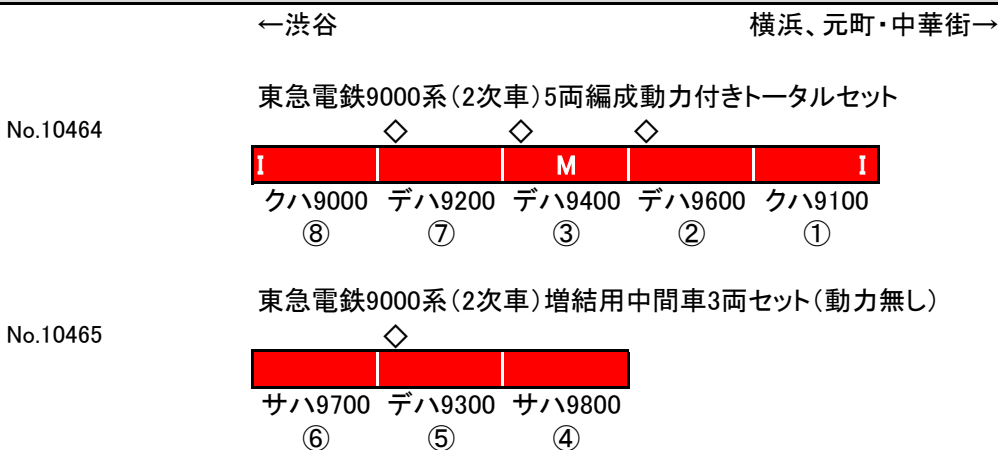 ←渋谷 横浜、元町・中華街→
東急電鉄9000系（2次車）5両編成動力付きトータルセット
No.10464 ◇ ◇ ◇
I M I
クハ9000 デハ9200 デハ9400 デハ9600 クハ9100
⑧ ⑦ ③ ② ①
東急電鉄9000系（2次車）増結用中間車3両セット（動力無し）
No.10465 ◇
サハ9700 デハ9300 サハ9800
⑥ ⑤ ④